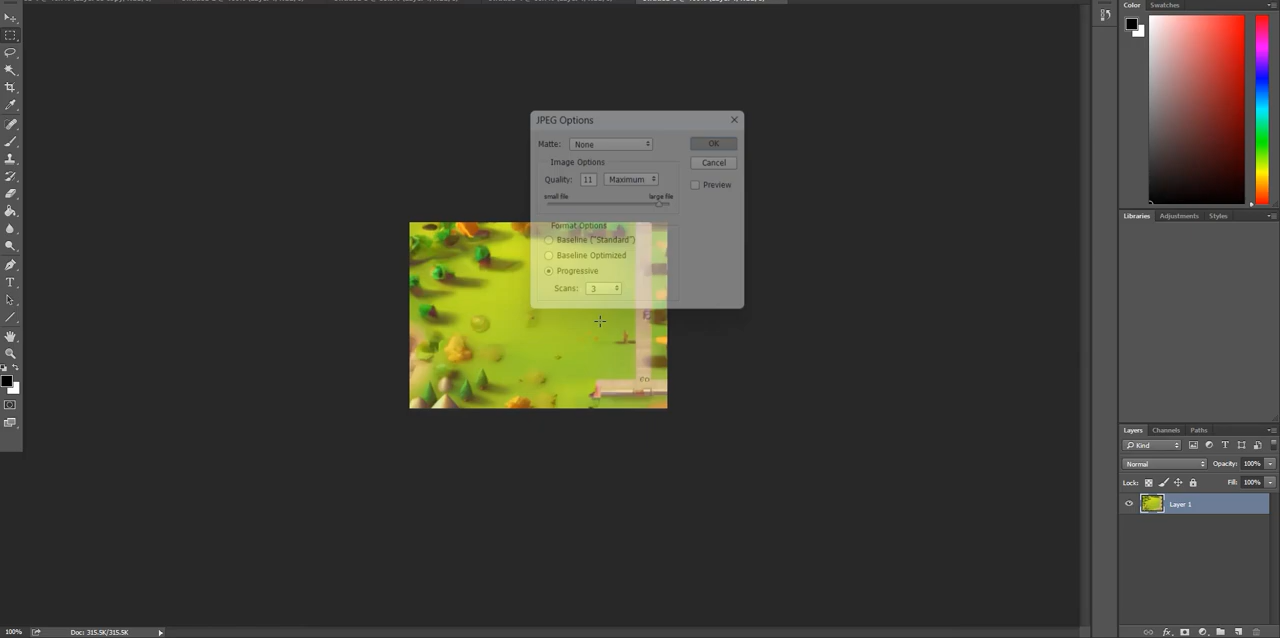 Color Swatches
JPEG Options
Matte: None OK
Image Options Cancel
Quality: 11 Maximum Preview
small file large file
Libraries Adjustments Styles
Format Options
Baseline ("Standard")
Baseline Optimized
Progressive
Scans: 3
Layers Channels Paths
Kind
Normal Opacity: 100%
Lock: Fill: 100%
Layer 1
100% Doc: 315.5K/315.5K